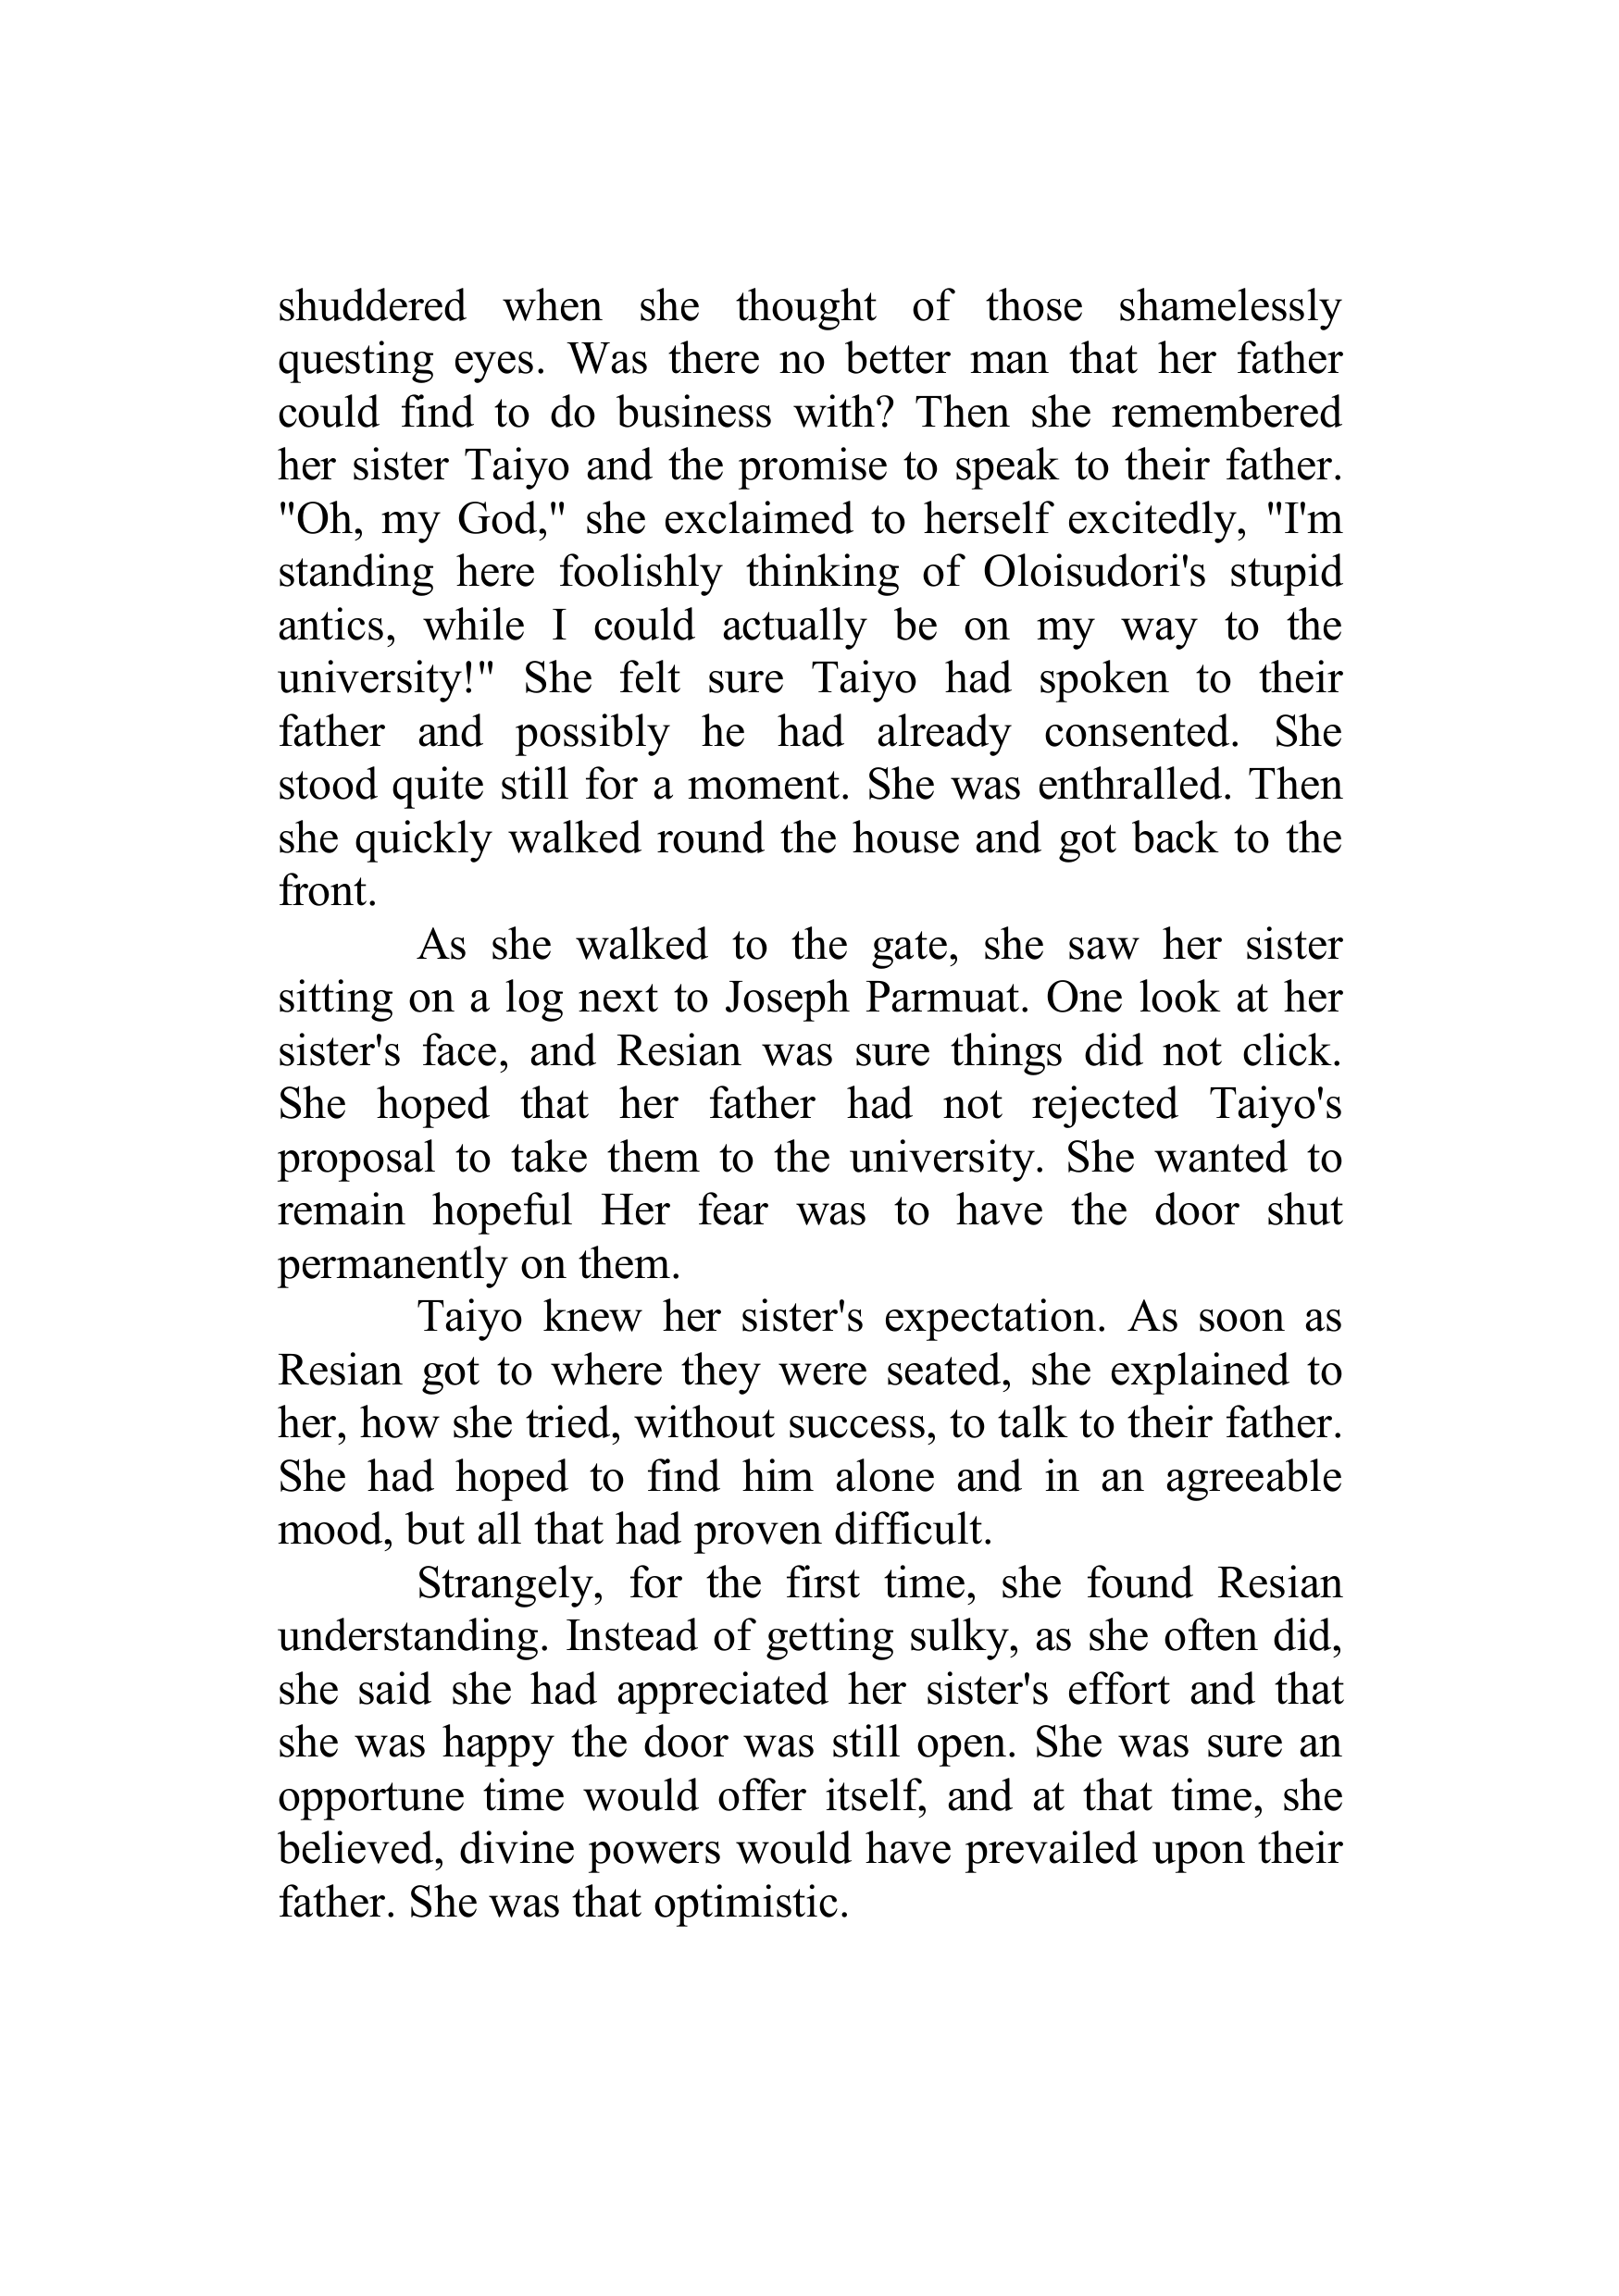 shuddered when she thought of those shamelessly
questing eyes. Was there no better man that her father
could find to do business with? Then she remembered
her sister Taiyo and the promise to speak to their father.
"Oh, my God," she exclaimed to herself excitedly, "I'm
standing here foolishly thinking of Oloisudori's stupid
antics, while I could actually be on my way to the
university!" She felt sure Taiyo had spoken to their
father and possibly he had already consented. She
stood quite still for a moment. She was enthralled. Then
she quickly walked round the house and got back to the
front.
As she walked to the gate, she saw her sister
sitting on a log next to Joseph Parmuat. One look at her
sister's face, and Resian was sure things did not click.
She hoped that her father had not rejected Taiyo's
proposal to take them to the university. She wanted to
remain hopeful Her fear was to have the door shut
permanently on them.
Taiyo knew her sister's expectation. As soon as
Resian got to where they were seated, she explained to
her, how she tried, without success, to talk to their father.
She had hoped to find him alone and in an agreeable
mood, but all that had proven difficult.
Strangely, for the first time, she found Resian
understanding. Instead of getting sulky, as she often did,
she said she had appreciated her sister's effort and that
she was happy the door was still open. She was sure an
opportune time would offer itself, and at that time, she
believed, divine powers would have prevailed upon their
father. She was that optimistic.